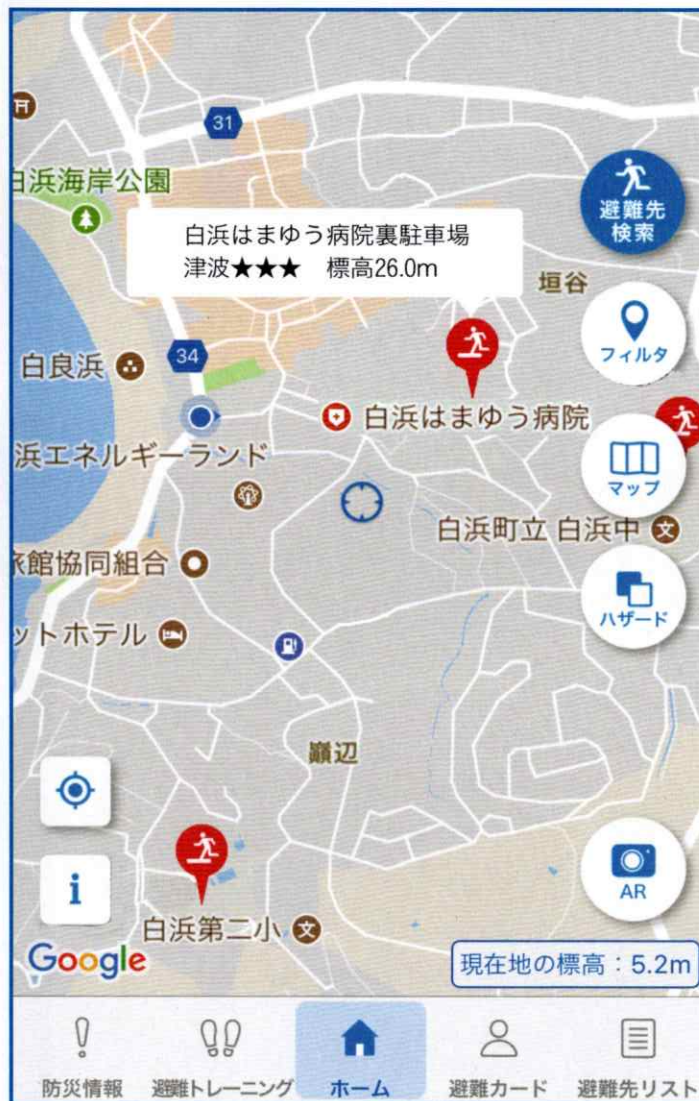 31
白浜海岸公園
避難先
検索
白浜はまゆう病院裏駐車場
津波★★★ 標高26.0m
垣谷
フィルタ
34
白良浜
白浜はまゆう病院
浜エネルギーランド
マップ
白浜町立 白浜中
文
旅館協同組合
ハザード
ットホテル
巓辺
i
AR
白浜第二小
文
Google
現在地の標高：5.2m
防災情報
避難トレーニング
ホーム
避難カード
避難先リスト